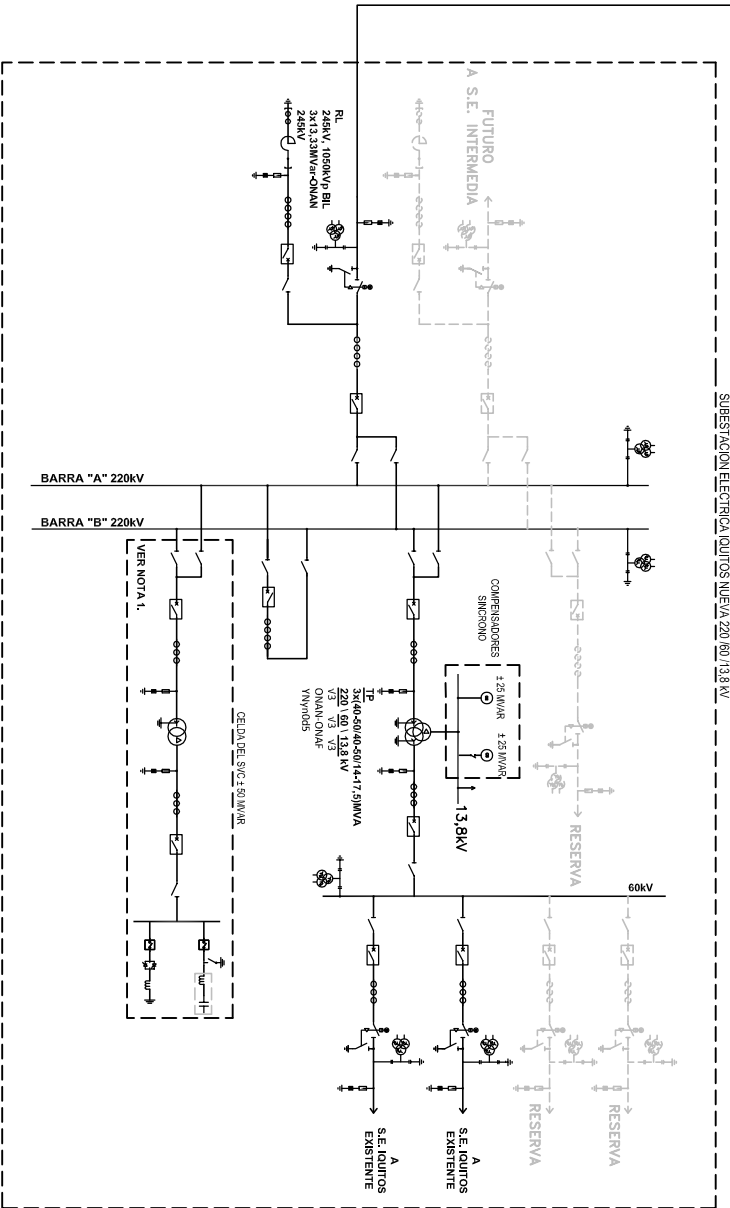 SUBESTACION ELECTRICA IQUITOS NUEVA 220 /60 /13,8 kV
FUTURO
A S.E. INTERMEDIA
RL
245kV, 1050kVp BIL
3x13,33MVar-ONAN
245kV
BARRA "A" 220kV
BARRA "B" 220kV
VER NOTA 1.
CELDA DEL SVC ± 50 MVAR
COMPENSADORES
SINCRONO
± 25 MVAR
± 25 MVAR
13,8kV
TP
3x(40-50/40-50/14-17,5)MVA
220 \ 60 \ 13,8 kV
√3 √3 √3
ONAN-ONAF
YNyn0d5
RESERVA
60kV
RESERVA
RESERVA
A
S.E. IQUITOS
EXISTENTE
A
S.E. IQUITOS
EXISTENTE